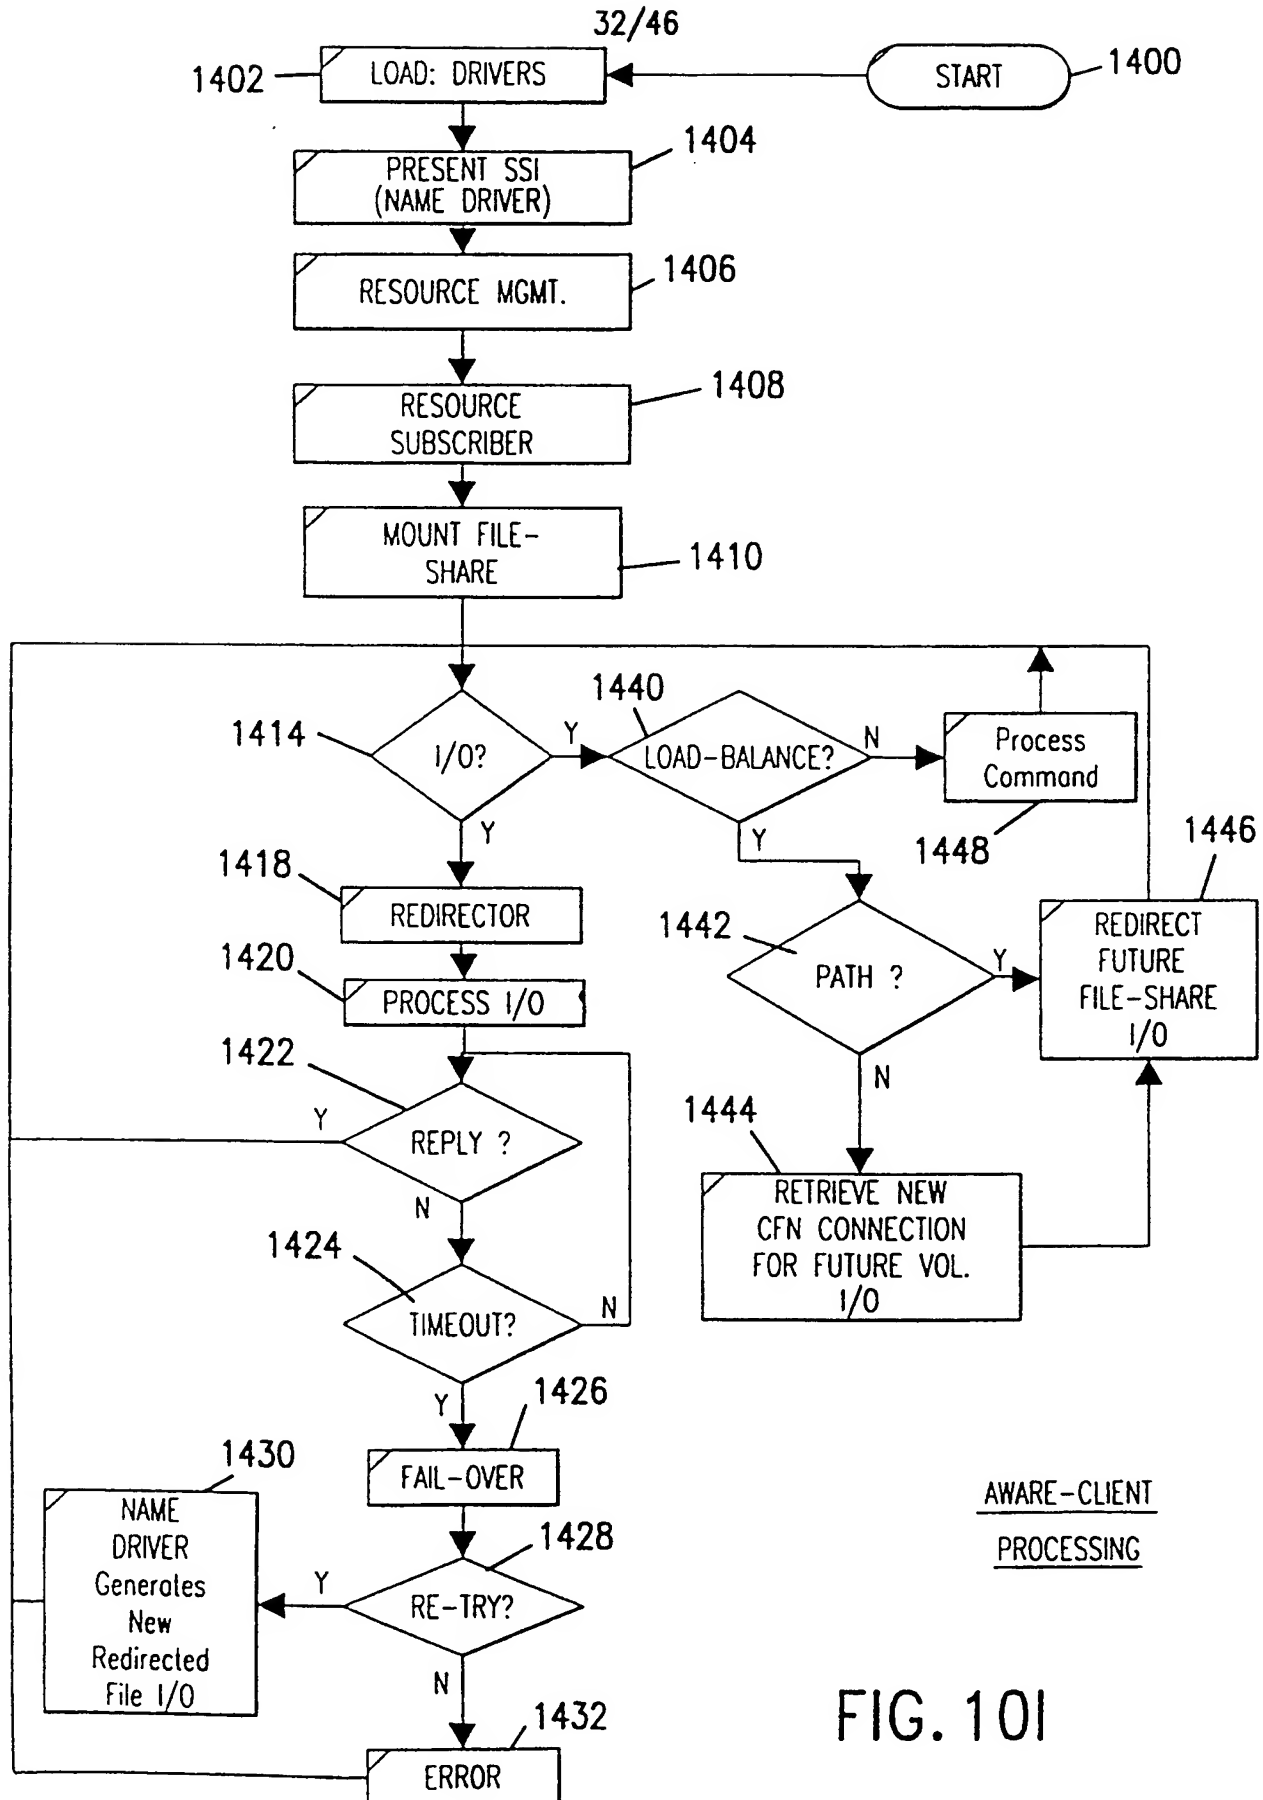 32/46
1402
LOAD: DRIVERS
START
1400
1404
PRESENT SSI
(NAME DRIVER)
1406
RESOURCE MGMT.
1408
RESOURCE
SUBSCRIBER
MOUNT FILE-
SHARE
1410
1414
I/O?
Y
1440
LOAD-BALANCE?
N
Process
Command
1448
Y
Y
1446
1418
REDIRECTOR
1442
PATH ?
Y
REDIRECT
FUTURE
FILE-SHARE
I/O
1420
PROCESS I/O
N
1422
Y
REPLY ?
N
1444
RETRIEVE NEW
CFN CONNECTION
FOR FUTURE VOL.
I/O
1424
TIMEOUT?
N
Y
1426
FAIL-OVER
1430
NAME
DRIVER
Generates
New
Redirected
File I/O
Y
1428
RE-TRY?
N
1432
ERROR
AWARE-CLIENT
PROCESSING
FIG. 10I